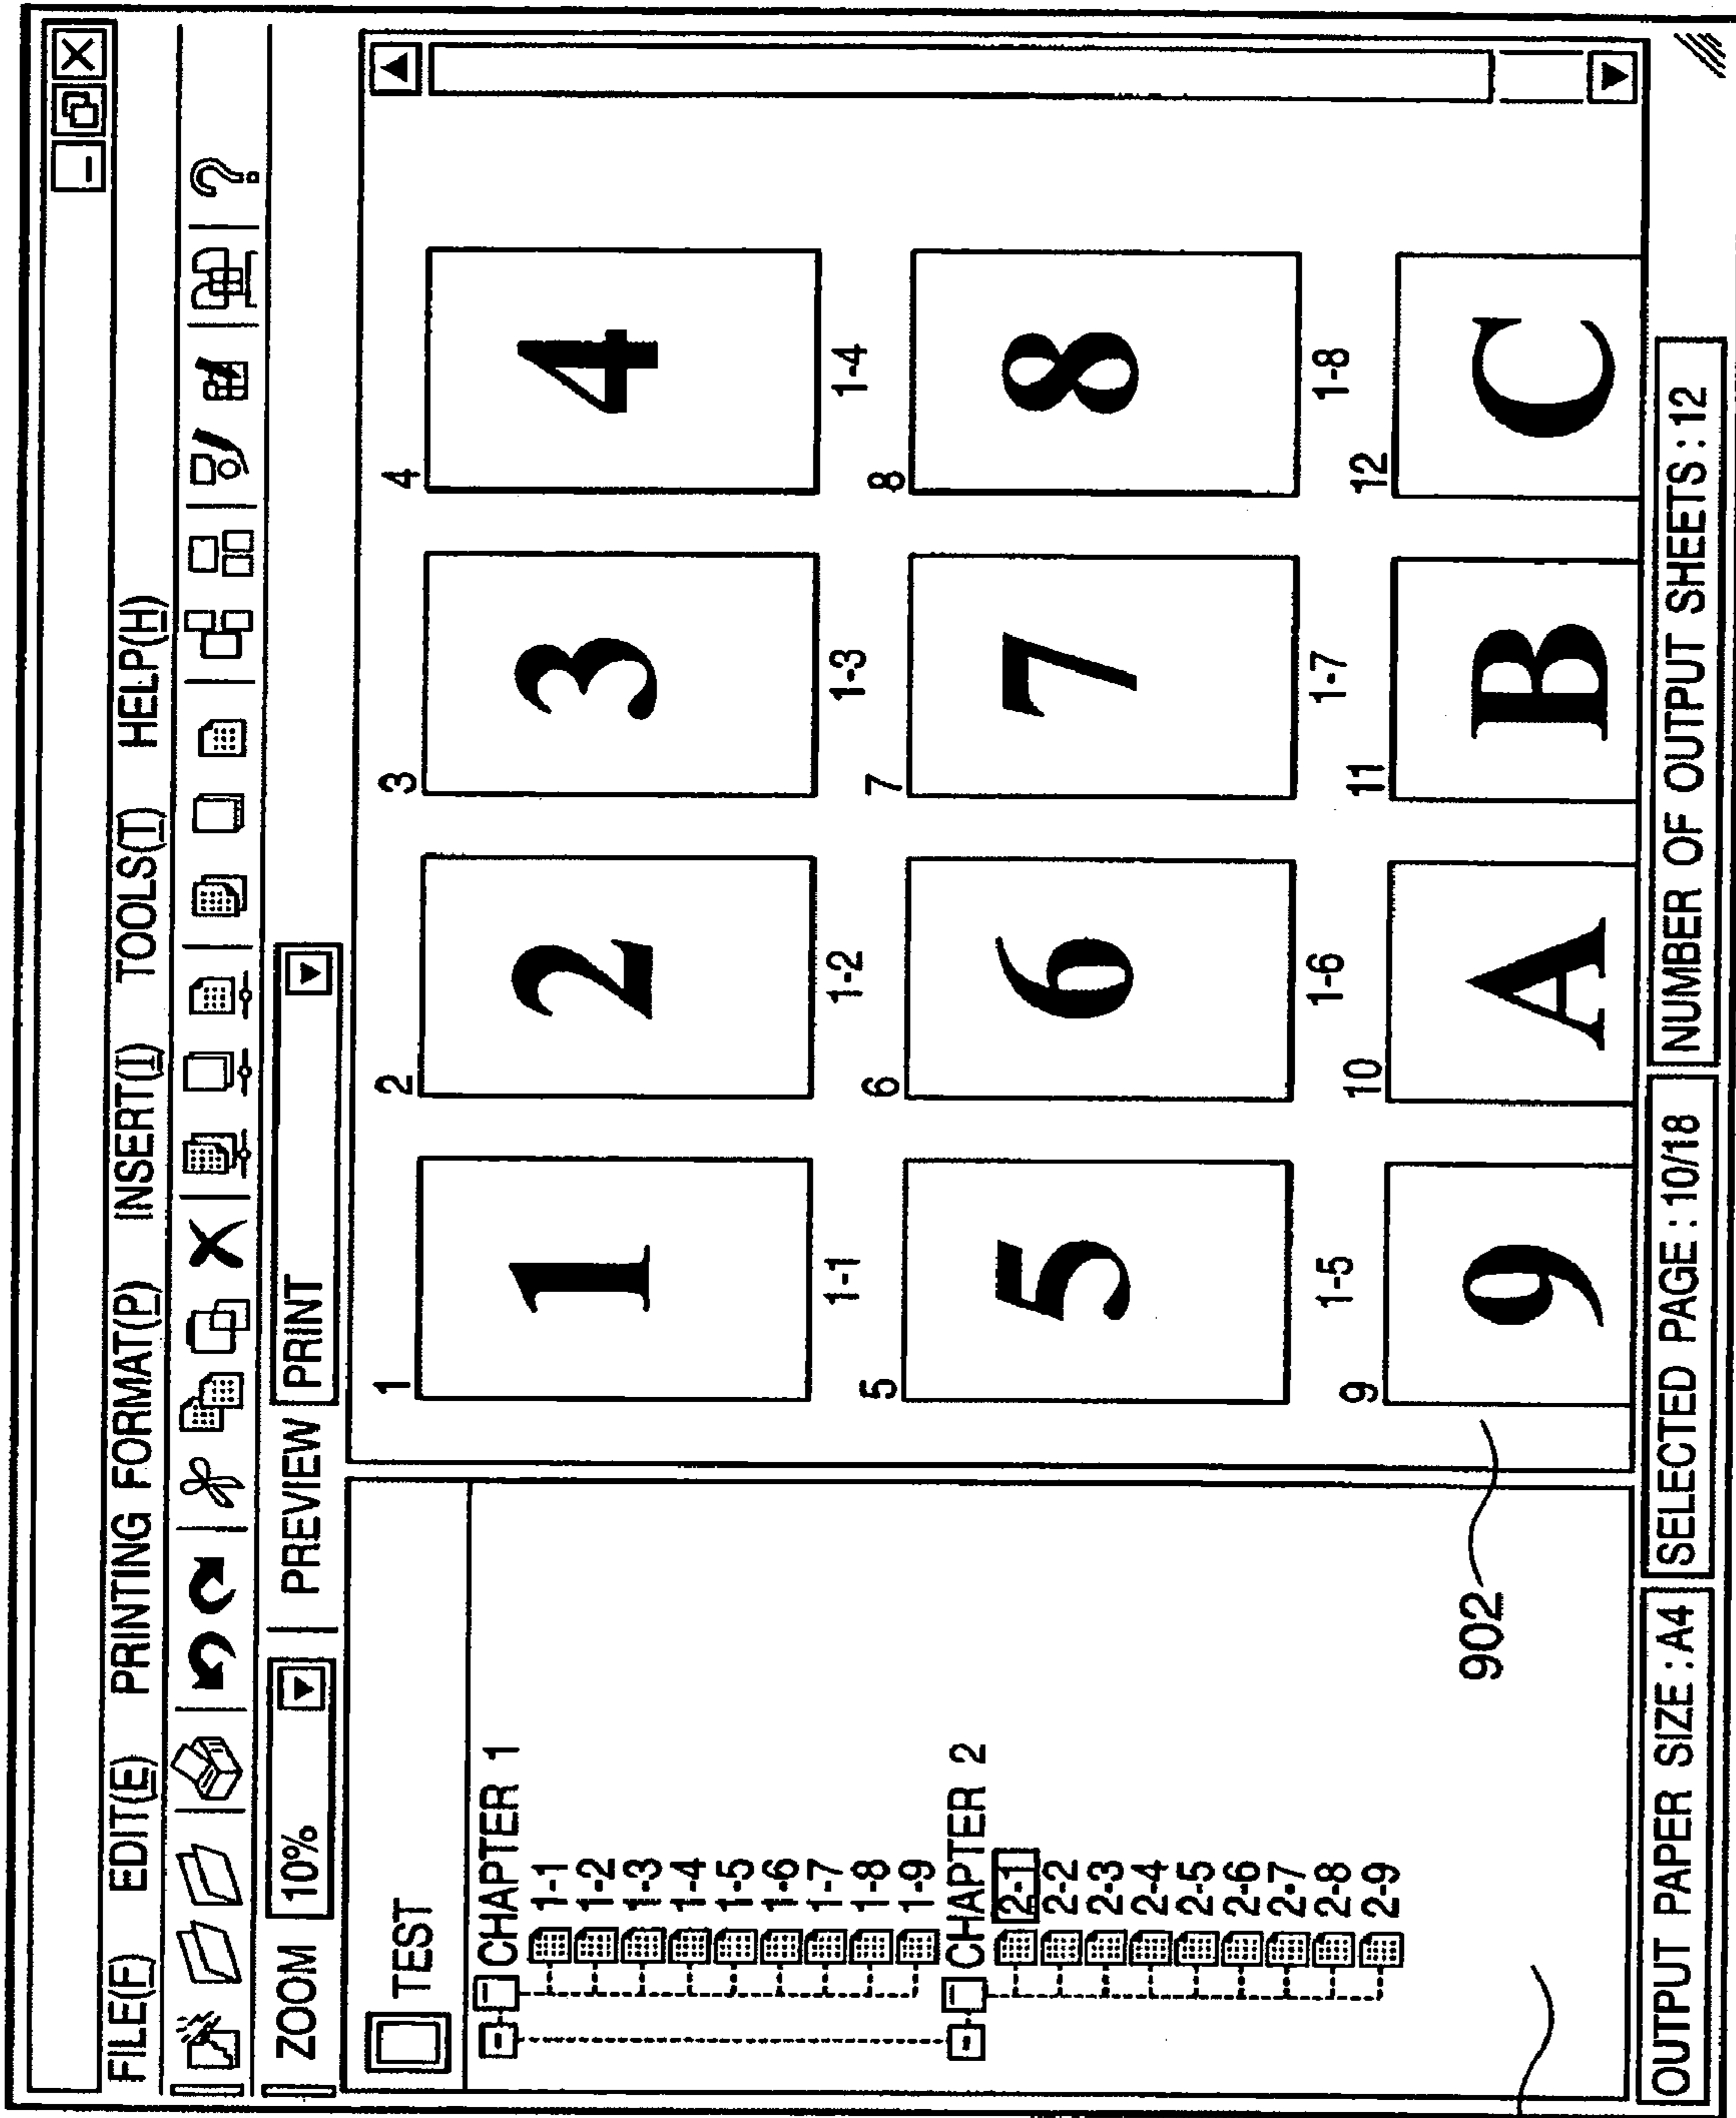 FILE(F) EDIT(E) PRINTING FORMAT(P) INSERT(I) TOOLS(T) HELP(H)
?
ZOOM 10% PREVIEW PRINT
TEST
CHAPTER 1
1-1
1-2
1-3
1-4
1-5
1-6
1-7
1-8
1-9
CHAPTER 2
2-1
2-2
2-3
2-4
2-5
2-6
2-7
2-8
2-9
902
1 2 3 4
1 2 3 4
1-1 1-2 1-3 1-4
5 6 7 8
5 6 7 8
1-5 1-6 1-7 1-8
9 10 11 12
9 A B C
OUTPUT PAPER SIZE : A4 SELECTED PAGE : 10/18 NUMBER OF OUTPUT SHEETS : 12